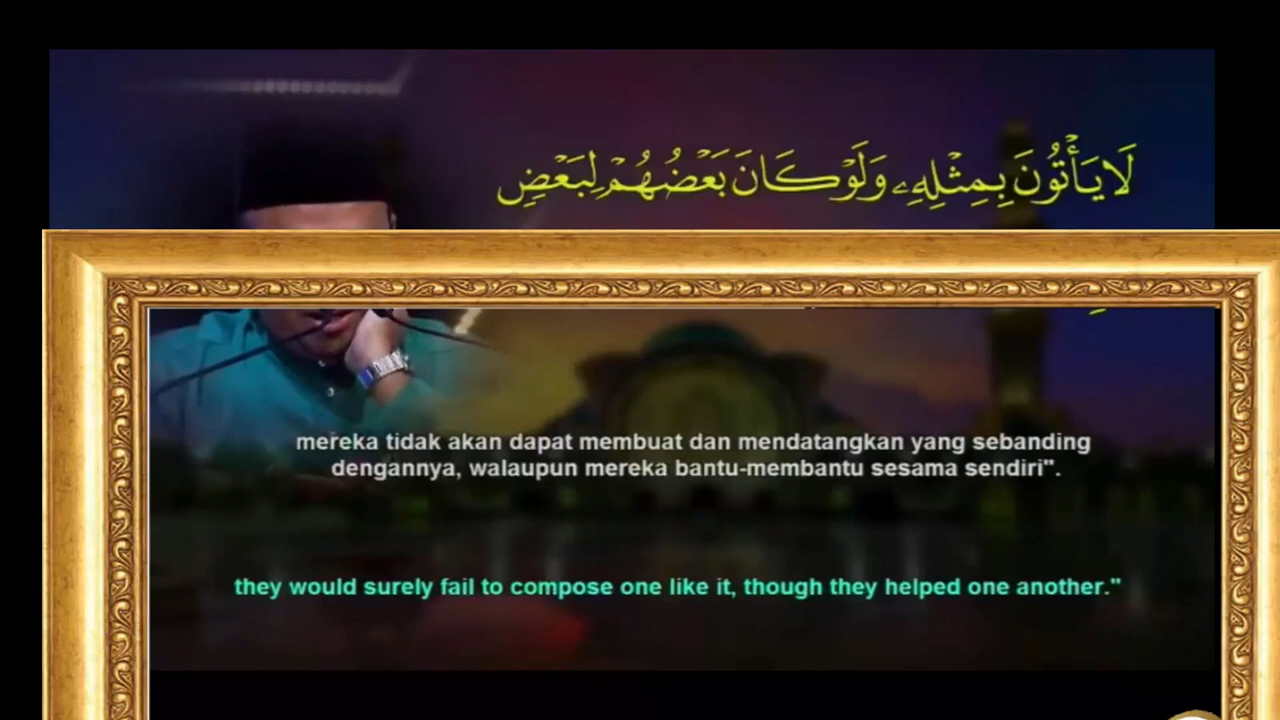 لَا يَأْتُونَ بِمِثْلِهِۦ وَلَوْ كَانَ بَعْضُهُمْ لِبَعْضٍ
mereka tidak akan dapat membuat dan mendatangkan yang sebanding
dengannya, walaupun mereka bantu-membantu sesama sendiri".
they would surely fail to compose one like it, though they helped one another."